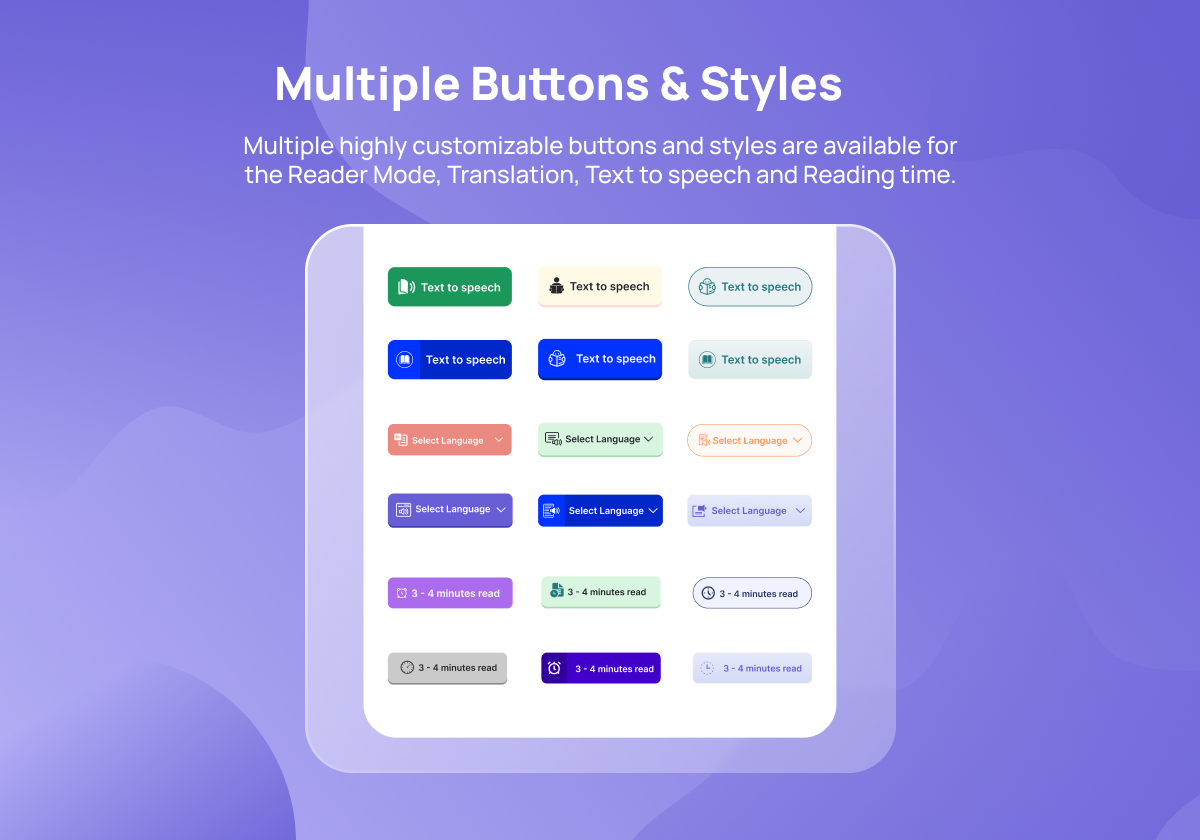 Multiple Buttons & Styles
Multiple highly customizable buttons and styles are available for
the Reader Mode, Translation, Text to speech and Reading time.
Text to speech
Text to speech
Text to speech
Text to speech
Text to speech
Text to speech
Select Language
Select Language
Select Language
Select Language
Select Language
Select Language
3 - 4 minutes read
3 - 4 minutes read
3 - 4 minutes read
3 - 4 minutes read
3 - 4 minutes read
3 - 4 minutes read